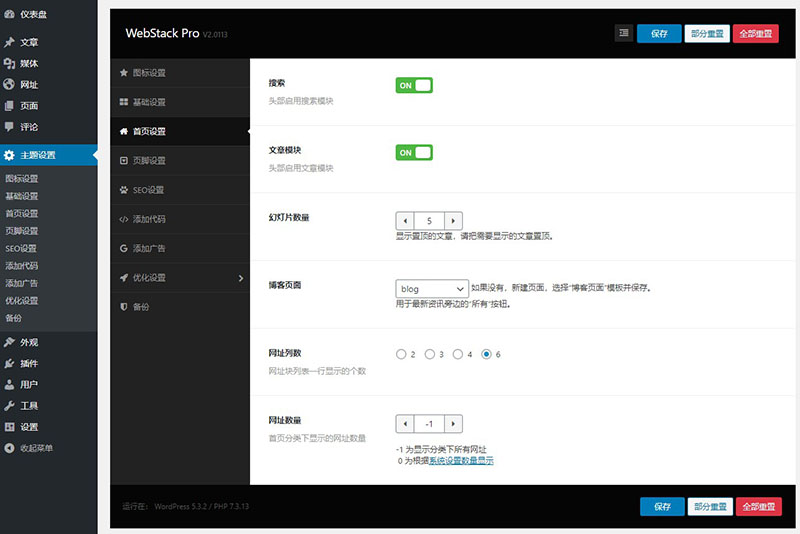 仪表盘
文章
媒体
网址
页面
评论
主题设置
图标设置
基础设置
首页设置
页脚设置
SEO设置
添加代码
添加广告
优化设置
备份
外观
插件
用户
工具
设置
收起菜单
WebStack Pro V2.0113
保存 部分重置 全部重置
图标设置
基础设置
首页设置
页脚设置
SEO设置
添加代码
添加广告
优化设置
备份
搜索
头部启用搜索模块
ON
文章模块
头部启用文章模块
ON
幻灯片数量
5
显示置顶的文章，请把需要显示的文章置顶。
博客页面
blog 如果没有，新建页面，选择“博客页面”模板并保存。
用于最新资讯旁边的“所有”按钮。
网址列数
网址块列表一行显示的个数
2 3 4 6
网址数量
首页分类下显示的网址数量
-1
-1 为显示分类下所有网址
0 为根据系统设置数量显示
运行在： WordPress 5.3.2 / PHP 7.3.13
保存 部分重置 全部重置